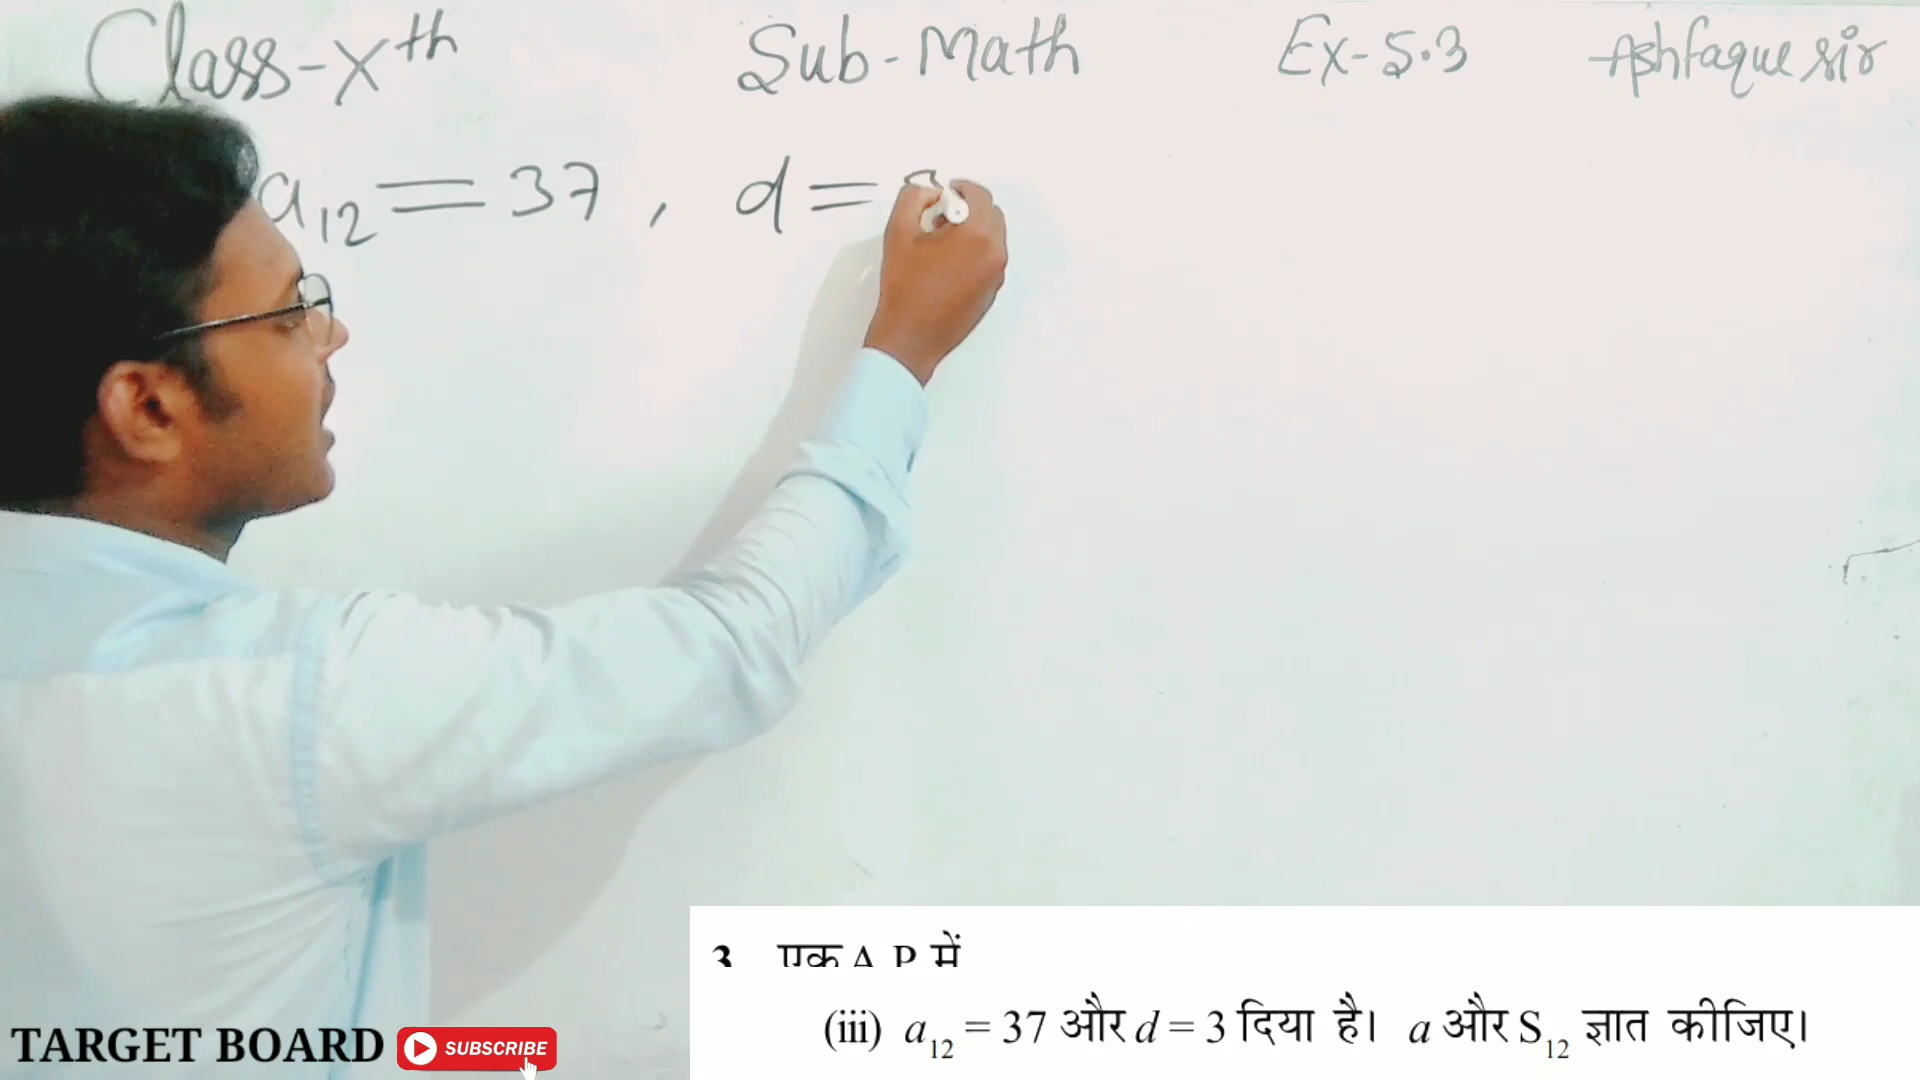 Class-Xth Sub-Math Ex-5.3 Ashfaque sir
a12 = 37, d =
3 एक A P में
(iii) a12 = 37 और d = 3 दिया है। a और S12 ज्ञात कीजिए।
TARGET BOARD SUBSCRIBE